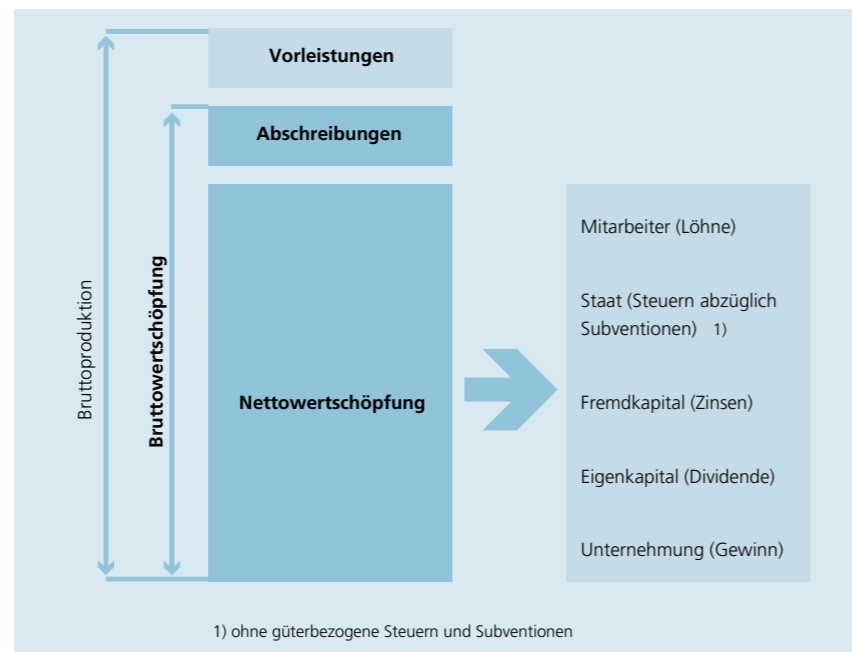 Vorleistungen
Abschreibungen
Bruttoproduktion
Bruttowertschöpfung
Nettowertschöpfung
Mitarbeiter (Löhne)
Staat (Steuern abzüglich
Subventionen) 1)
Fremdkapital (Zinsen)
Eigenkapital (Dividende)
Unternehmung (Gewinn)
1) ohne güterbezogene Steuern und Subventionen